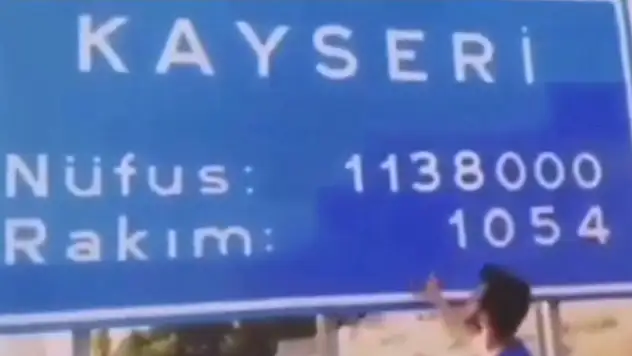 KAYSERİ
Nüfus: 1138000
Rakım: 1054